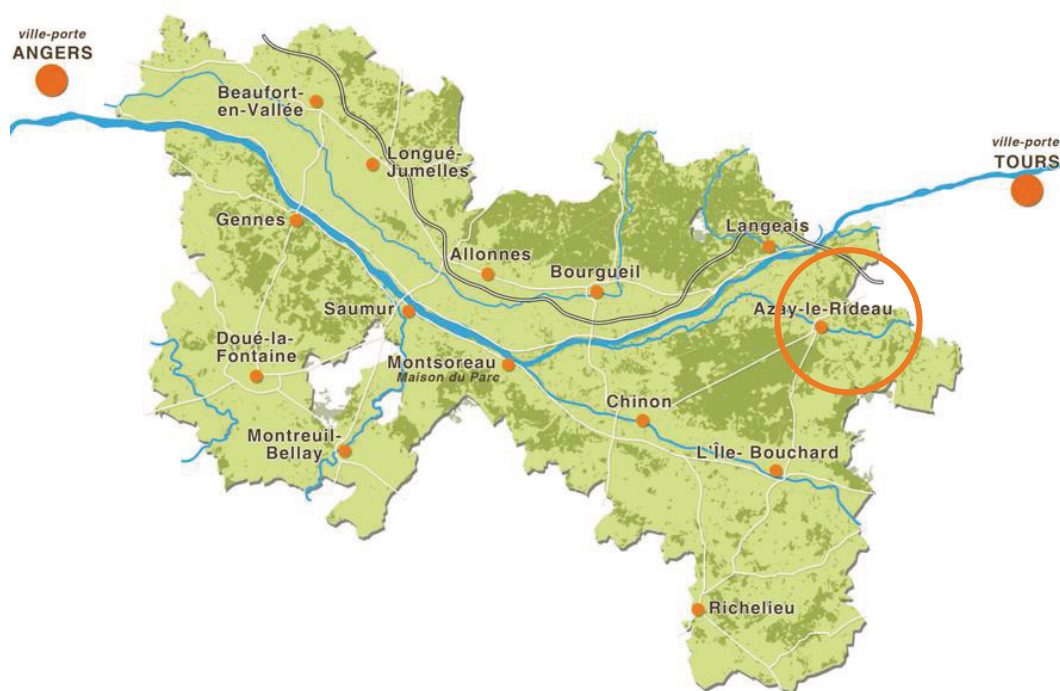 ville-porte
ANGERS
Beaufort-
en-Vallée
Longué-
Jumelles
ville-porte
TOURS
Gennes
Langeais
Allonnes
Bourgueil
Saumur
Azay-le-Rideau
Doué-la-
Fontaine
Montsoreau
Maison du Parc
Chinon
Montreuil-
Bellay
L'Île- Bouchard
Richelieu